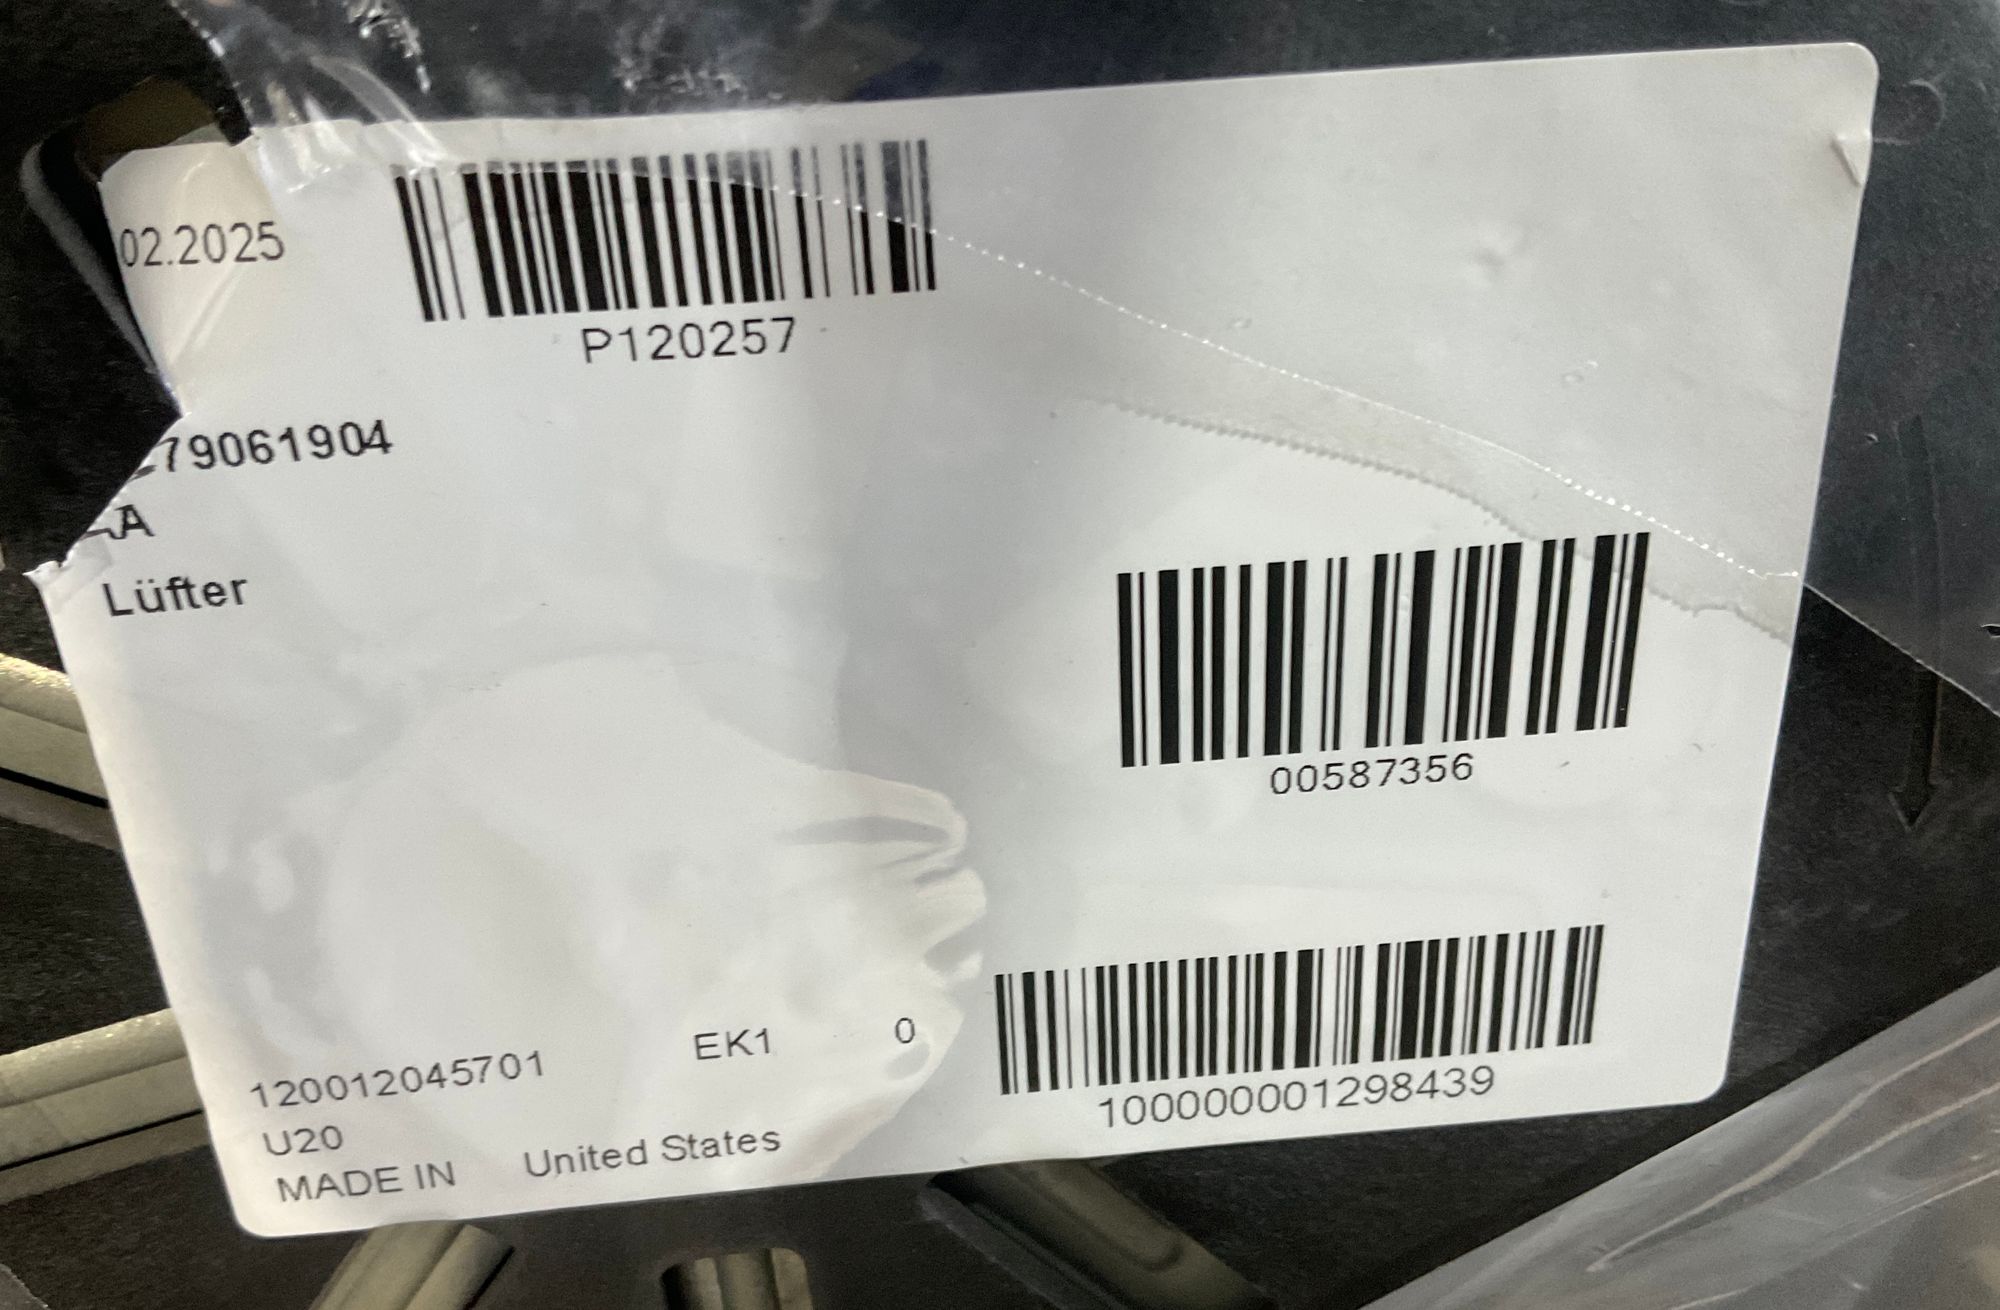 02.2025
P120257
79061904
A
Lüfter
00587356
120012045701 EK1 0
100000001298439
U20
MADE IN United States